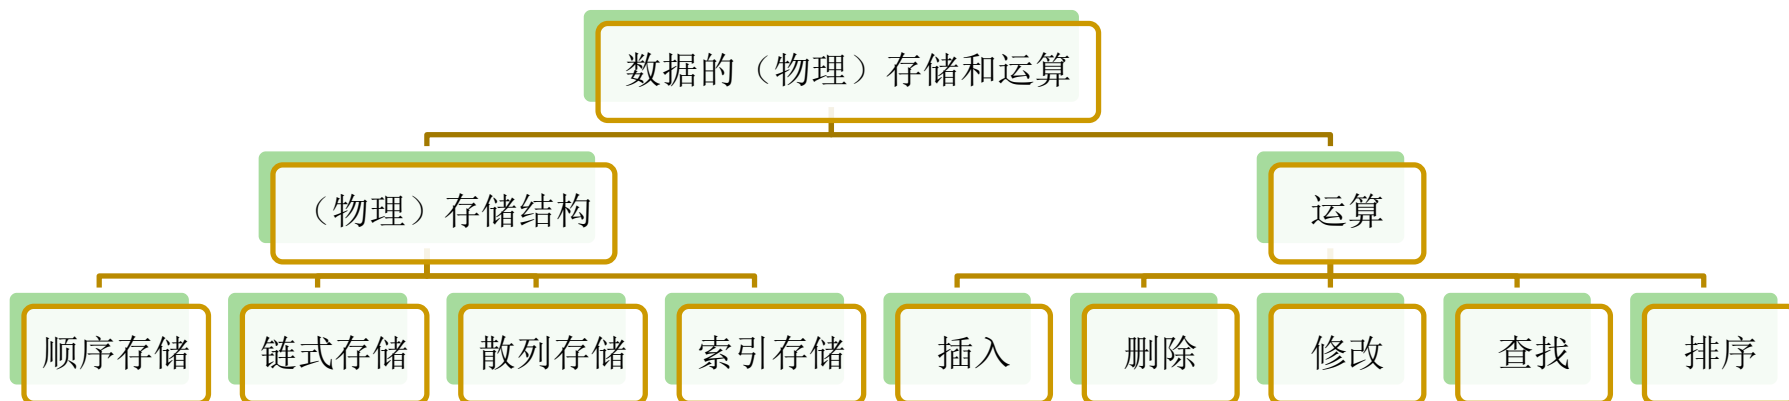 数据的（物理）存储和运算
（物理）存储结构
运算
顺序存储
链式存储
散列存储
索引存储
插入
删除
修改
查找
排序